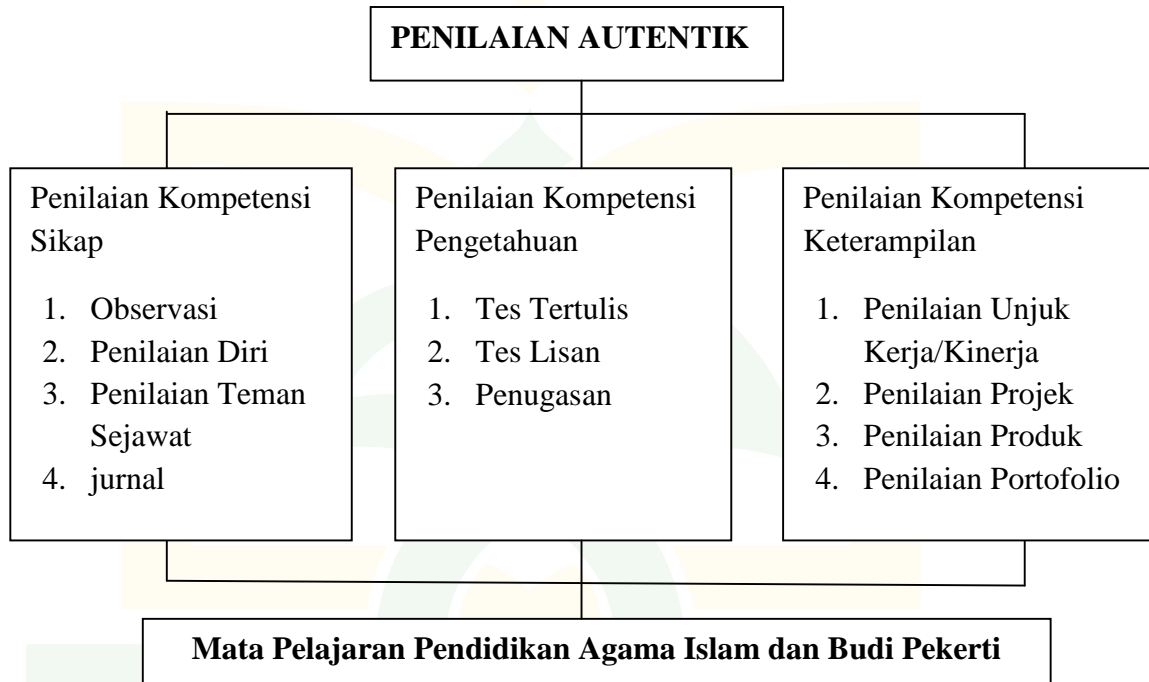 PENILAIAN AUTENTIK
Penilaian Kompetensi
Sikap
1. Observasi
2. Penilaian Diri
3. Penilaian Teman
Sejawat
4. jurnal
Penilaian Kompetensi
Pengetahuan
1. Tes Tertulis
2. Tes Lisan
3. Penugasan
Penilaian Kompetensi
Keterampilan
1. Penilaian Unjuk
Kerja/Kinerja
2. Penilaian Projek
3. Penilaian Produk
4. Penilaian Portofolio
Mata Pelajaran Pendidikan Agama Islam dan Budi Pekerti